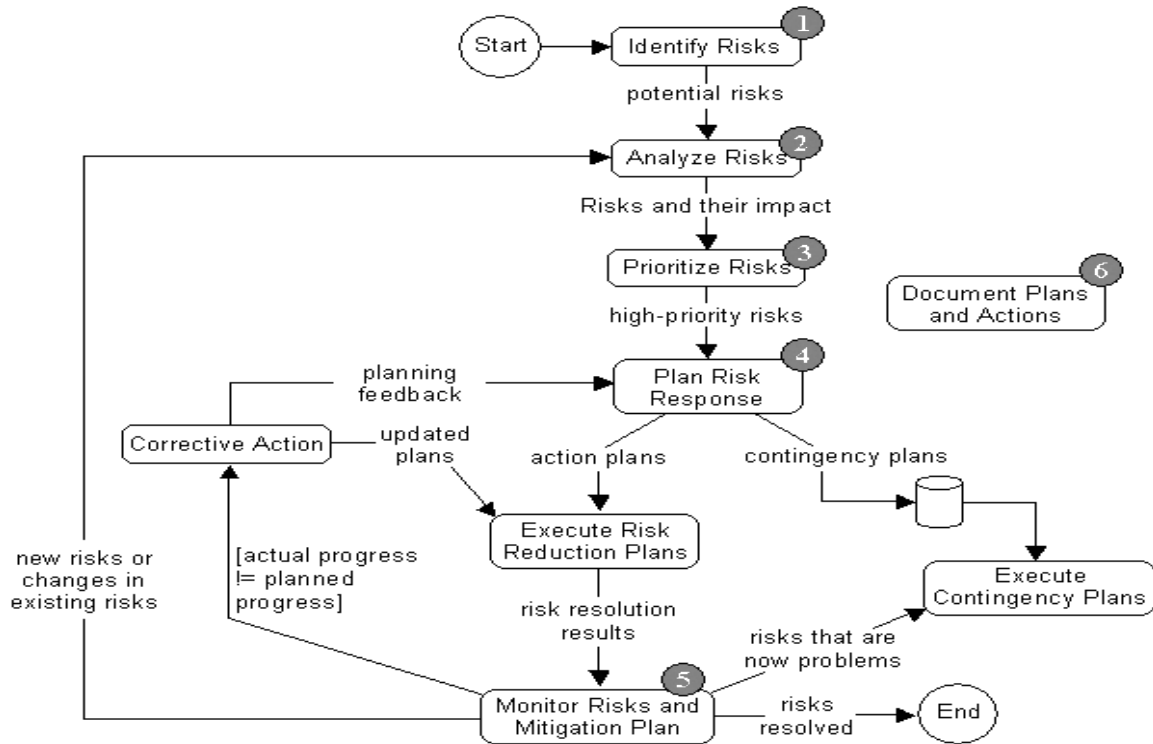 1
Start
Identify Risks
potential risks
2
Analyze Risks
Risks and their impact
3
Prioritize Risks
6
Document Plans
and Actions
high-priority risks
4
Plan Risk
Response
planning
feedback
Corrective Action
updated
plans
action plans
contingency plans
Execute Risk
Reduction Plans
new risks or
changes in
existing risks
[actual progress
!= planned
progress]
Execute
Contingency Plans
risk resolution
results
risks that are
now problems
5
Monitor Risks and
Mitigation Plan
risks
resolved
End